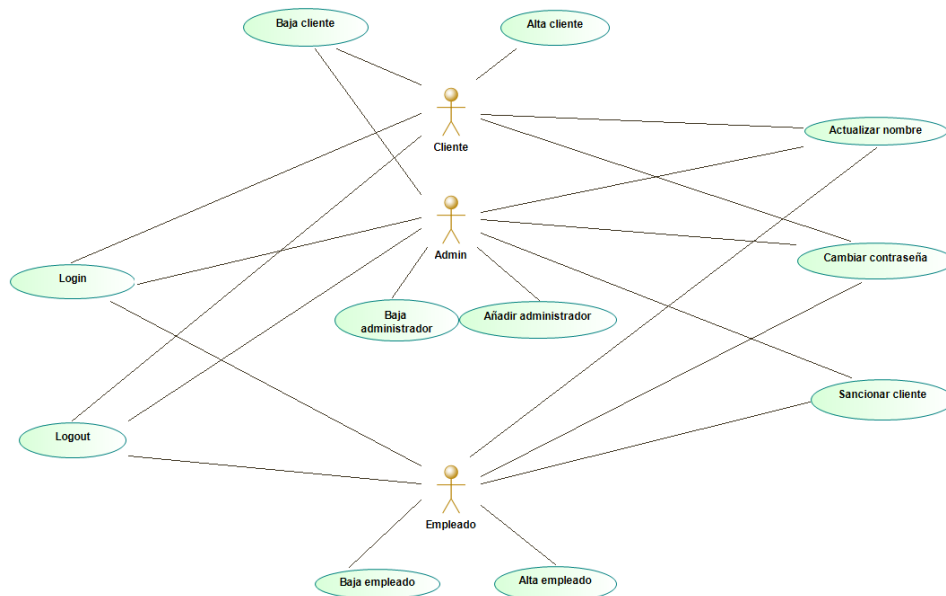 Baja cliente
Alta cliente
Cliente
Actualizar nombre
Admin
Cambiar contraseña
Login
Baja
administrador
Añadir administrador
Sancionar cliente
Logout
Empleado
Baja empleado
Alta empleado